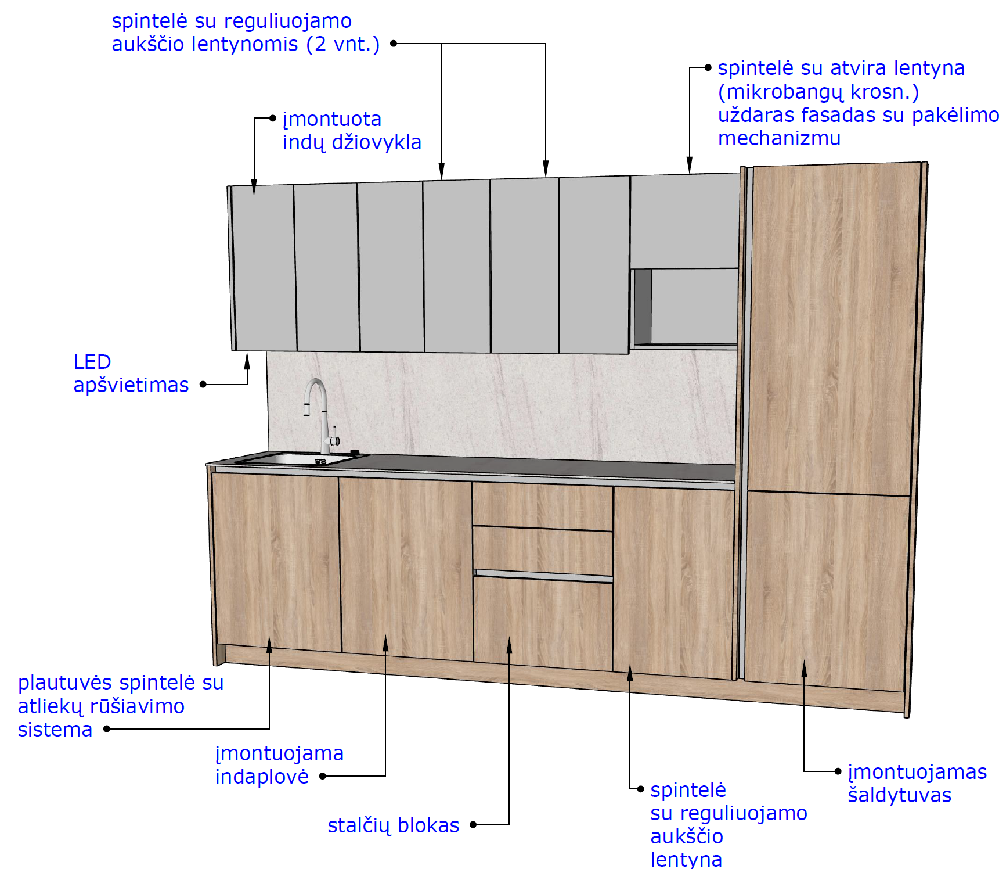 spintelė su reguliuojamo
aukščio lentynomis (2 vnt.)
spintelė su atvira lentyna
(mikrobangų krosn.)
uždaras fasadas su pakėlimo
mechanizmu
įmontuota
indų džiovykla
LED
apšvietimas
plautuvės spintelė su
atliekų rūšiavimo
sistema
įmontuojama
indaplovė
stalčių blokas
spintelė
su reguliuojamo
aukščio
lentyna
įmontuojamas
šaldytuvas